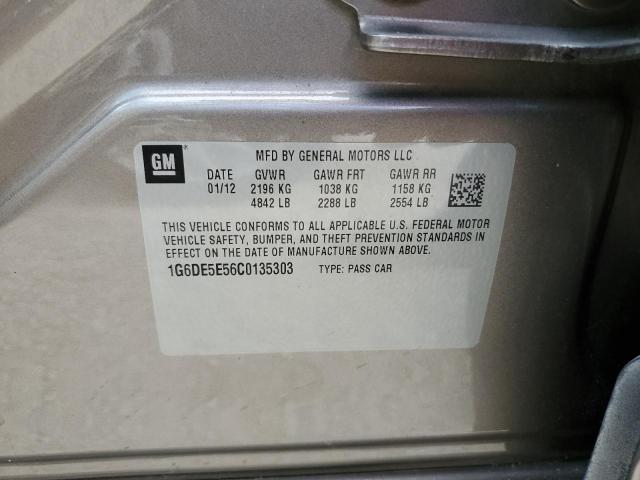 GM
MFD BY GENERAL MOTORS LLC
DATE GVWR GAWR FRT GAWR RR
01/12 2196 KG 1038 KG 1158 KG
4842 LB 2288 LB 2554 LB
THIS VEHICLE CONFORMS TO ALL APPLICABLE U.S. FEDERAL MOTOR
VEHICLE SAFETY, BUMPER, AND THEFT PREVENTION STANDARDS IN
EFFECT ON THE DATE OF MANUFACTURE SHOWN ABOVE.
1G6DE5E56C0135303 TYPE: PASS CAR